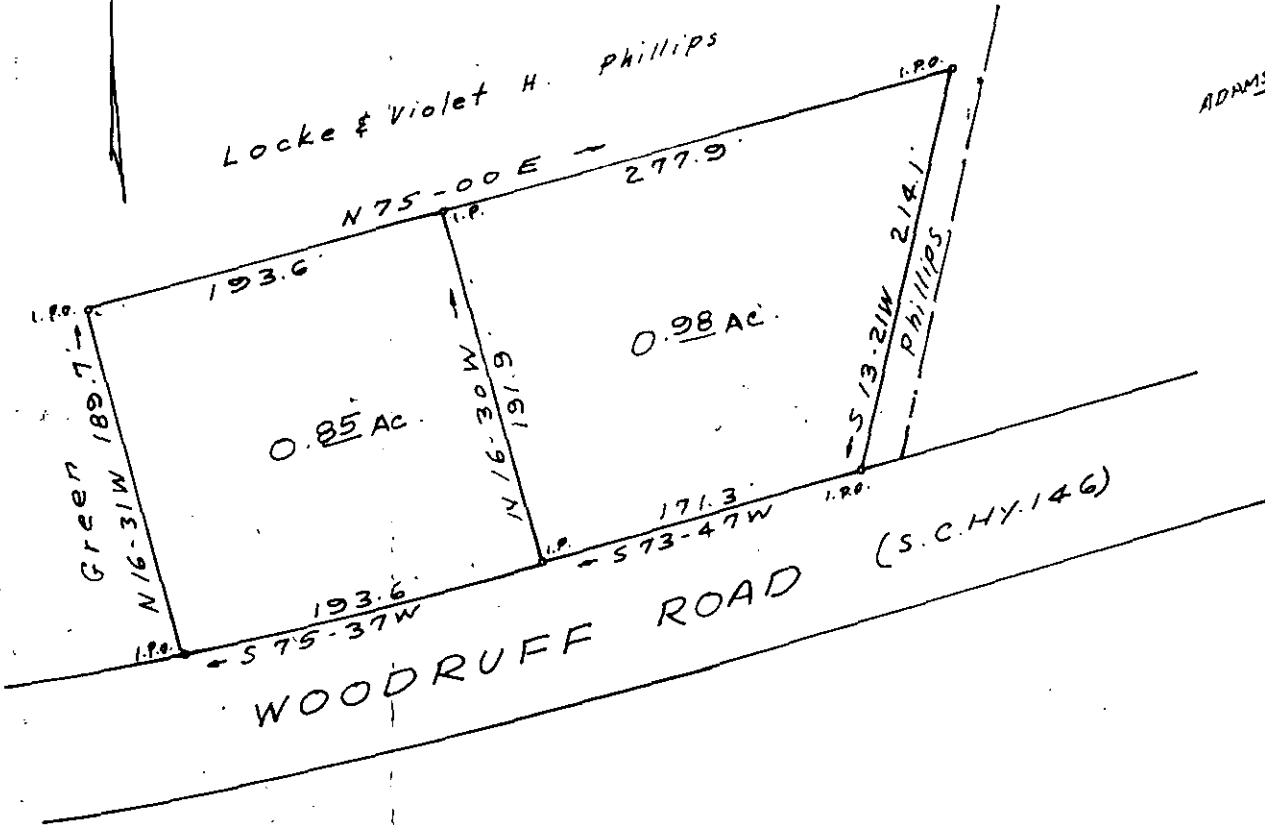 Locke & Violet H. Phillips
ADAMS
I.P.O.
N 75-00 E
277.9
I.P.
193.6
I.P.O.
Green
N 16-31W 189.7
0.85 Ac.
N 16-30W
191.9
0.98 Ac.
S 13-21W 214.1
Phillips
I.P.O.
171.3
S 73-47W
I.P.
193.6
S 75-37W
I.P.O.
WOODRUFF ROAD (S.C.HY.146)